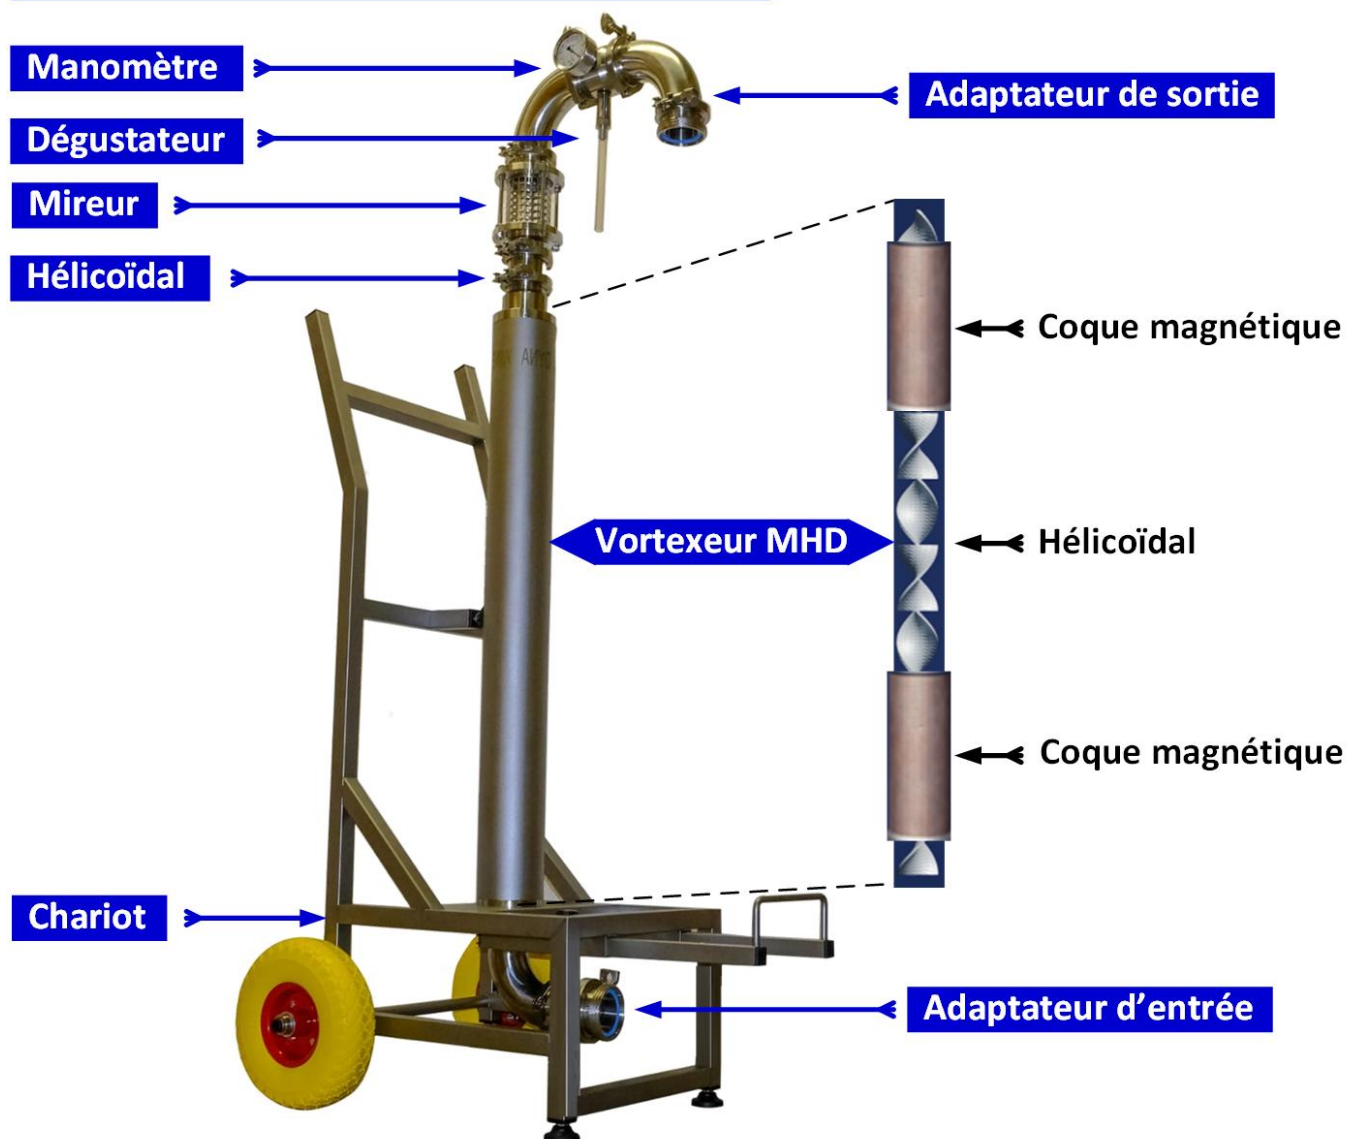 Manomètre
Adaptateur de sortie
Dégustateur
Mireur
Hélicoïdal
Coque magnétique
Vortexeur MHD
Hélicoïdal
Coque magnétique
Chariot
Adaptateur d’entrée